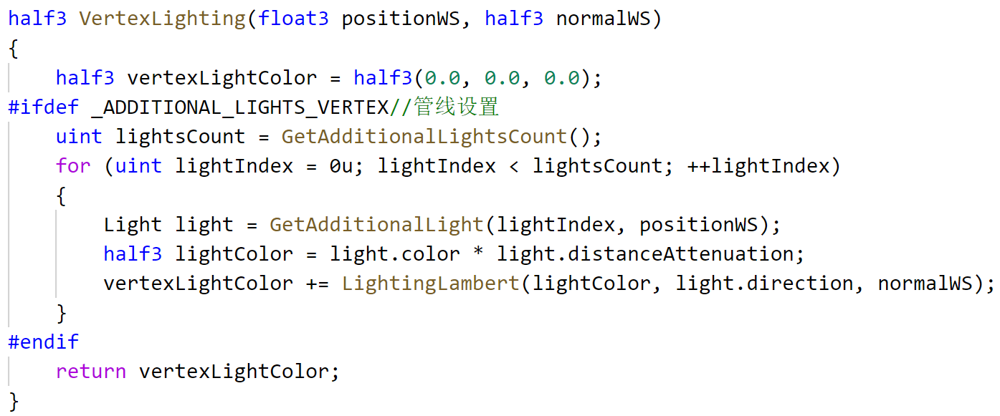 half3 VertexLighting(float3 positionWS, half3 normalWS)
{
    half3 vertexLightColor = half3(0.0, 0.0, 0.0);
#ifdef _ADDITIONAL_LIGHTS_VERTEX//管线设置
    uint lightsCount = GetAdditionalLightsCount();
    for (uint lightIndex = 0u; lightIndex < lightsCount; ++lightIndex)
    {
        Light light = GetAdditionalLight(lightIndex, positionWS);
        half3 lightColor = light.color * light.distanceAttenuation;
        vertexLightColor += LightingLambert(lightColor, light.direction, normalWS);
    }
#endif
    return vertexLightColor;
}